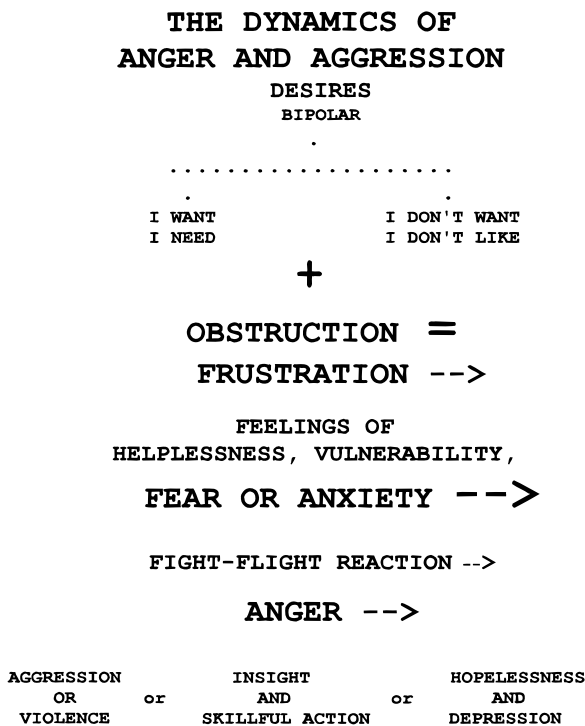 THE DYNAMICS OF
ANGER AND AGGRESSION
DESIRES
BIPOLAR
.
....................
. .
I WANT I DON'T WANT
I NEED I DON'T LIKE
+
OBSTRUCTION =
FRUSTRATION -->
FEELINGS OF
HELPLESSNESS, VULNERABILITY,
FEAR OR ANXIETY -->
FIGHT-FLIGHT REACTION -->
ANGER -->
AGGRESSION INSIGHT HOPELESSNESS
OR or AND or AND
VIOLENCE SKILLFUL ACTION DEPRESSION